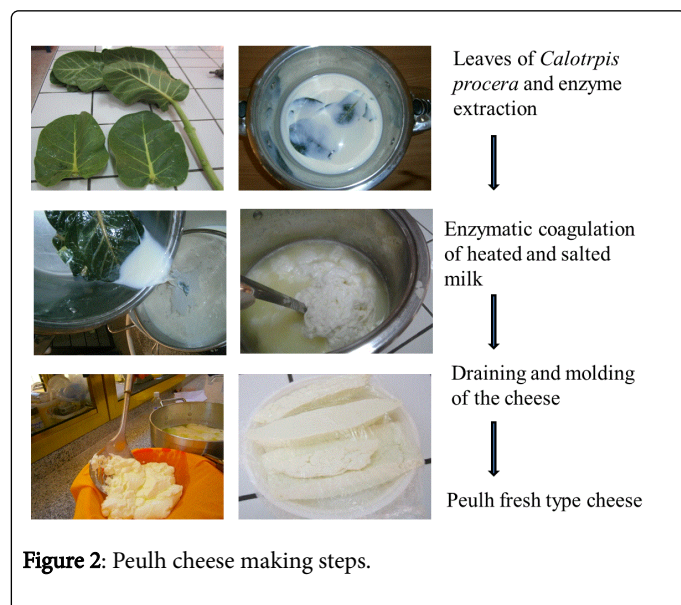 Leaves of Calotrpis
procera and enzyme
extraction
Enzymatic coagulation
of heated and salted
milk
Draining and molding
of the cheese
Peulh fresh type cheese
Figure 2: Peulh cheese making steps.